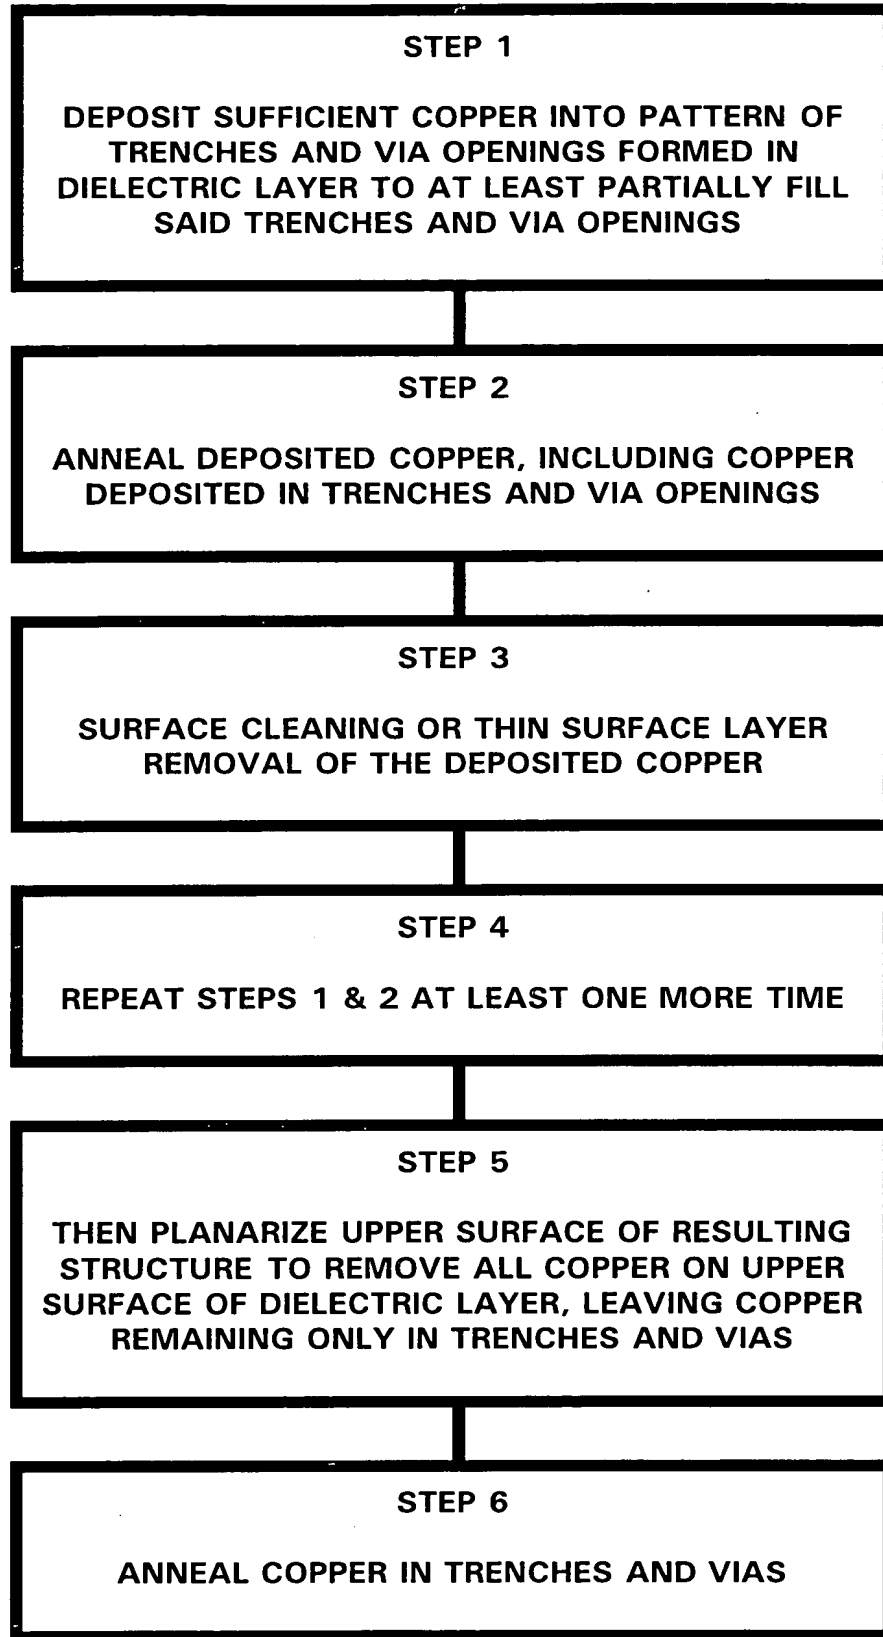 STEP 1
DEPOSIT SUFFICIENT COPPER INTO PATTERN OF
TRENCHES AND VIA OPENINGS FORMED IN
DIELECTRIC LAYER TO AT LEAST PARTIALLY FILL
SAID TRENCHES AND VIA OPENINGS
STEP 2
ANNEAL DEPOSITED COPPER, INCLUDING COPPER
DEPOSITED IN TRENCHES AND VIA OPENINGS
STEP 3
SURFACE CLEANING OR THIN SURFACE LAYER
REMOVAL OF THE DEPOSITED COPPER
STEP 4
REPEAT STEPS 1 & 2 AT LEAST ONE MORE TIME
STEP 5
THEN PLANARIZE UPPER SURFACE OF RESULTING
STRUCTURE TO REMOVE ALL COPPER ON UPPER
SURFACE OF DIELECTRIC LAYER, LEAVING COPPER
REMAINING ONLY IN TRENCHES AND VIAS
STEP 6
ANNEAL COPPER IN TRENCHES AND VIAS